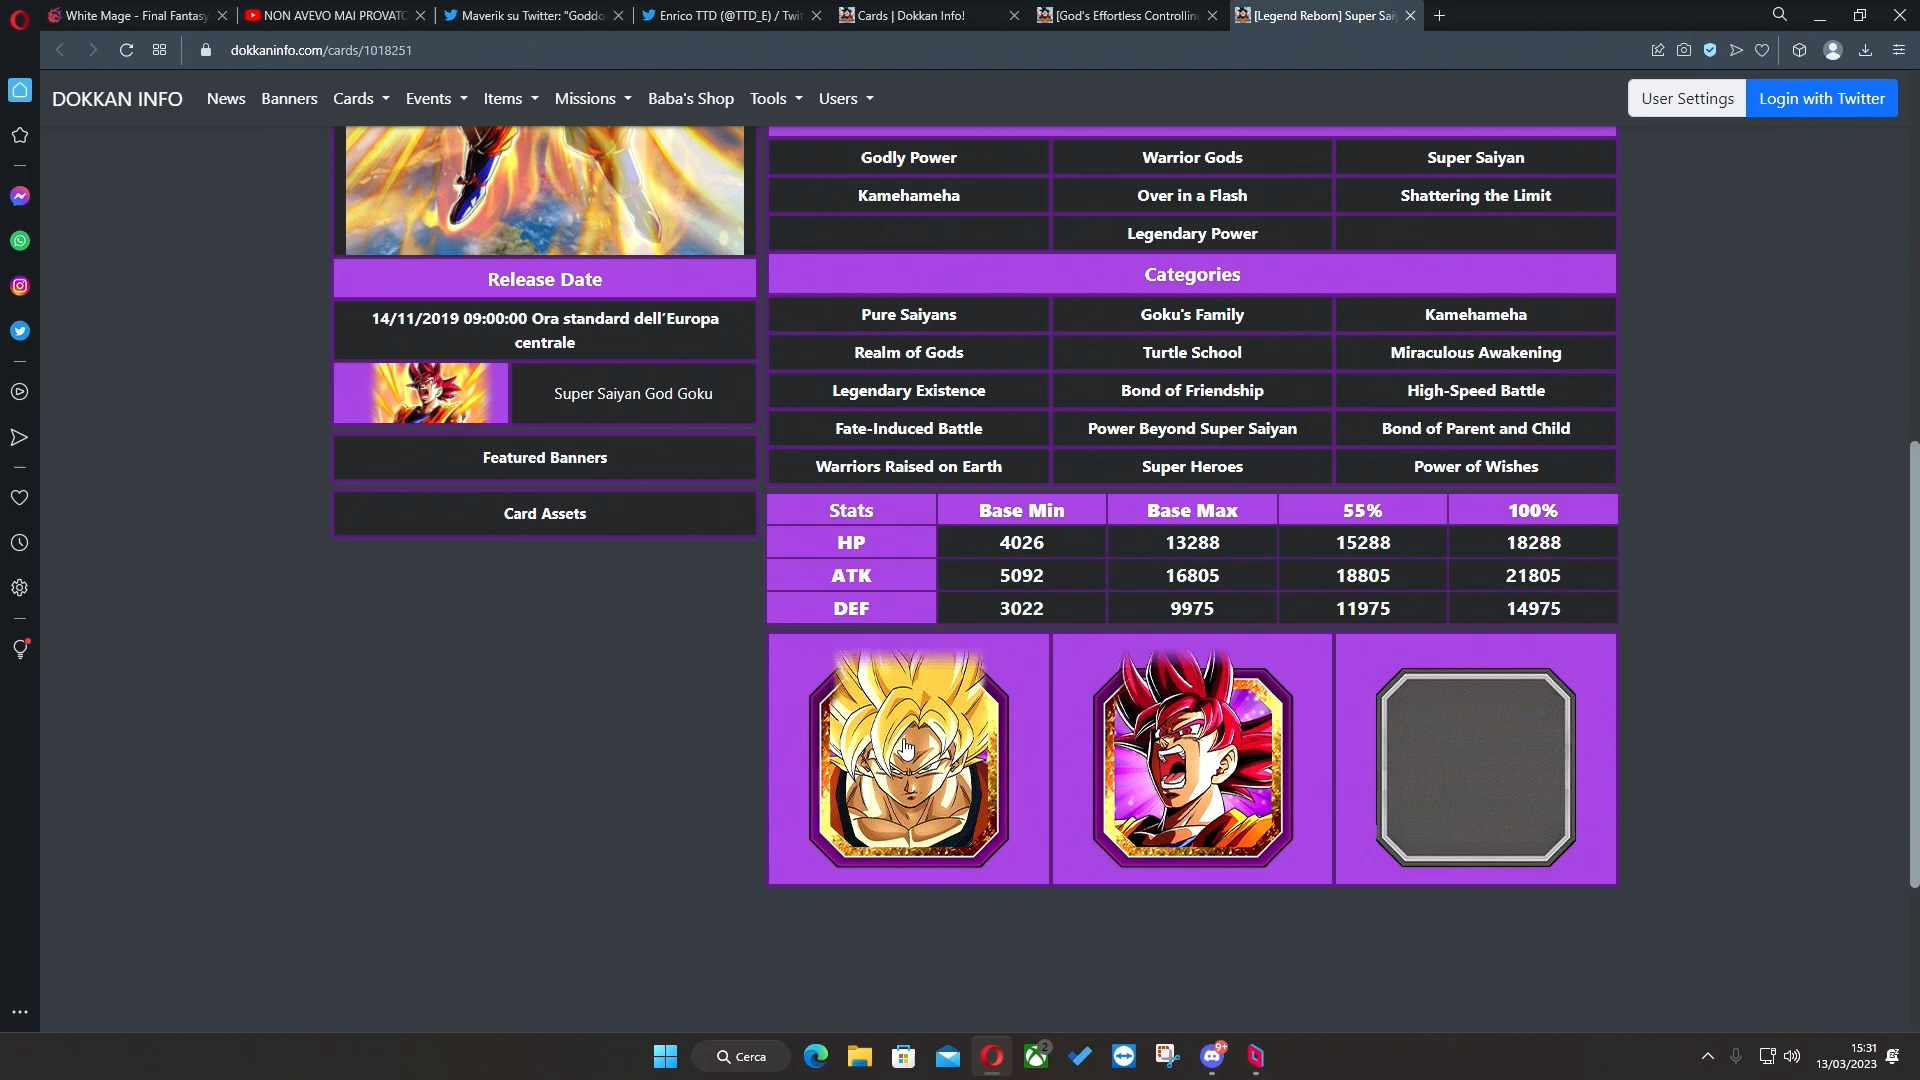 White Mage - Final Fantasy
NON AVEVO MAI PROVATO
Maverik su Twitter: "Goddo
Enrico TTD (@TTD_E) / Twit
Cards | Dokkan Info!
[God's Effortless Controllin
[Legend Reborn] Super Sai
dokkaninfo.com/cards/1018251
DOKKAN INFO
News
Banners
Cards
Events
Items
Missions
Baba's Shop
Tools
Users
User Settings
Login with Twitter
Godly Power
Warrior Gods
Super Saiyan
Kamehameha
Over in a Flash
Shattering the Limit
Legendary Power
Release Date
14/11/2019 09:00:00 Ora standard dell'Europa
centrale
Super Saiyan God Goku
Featured Banners
Card Assets
Categories
Pure Saiyans
Goku's Family
Kamehameha
Realm of Gods
Turtle School
Miraculous Awakening
Legendary Existence
Bond of Friendship
High-Speed Battle
Fate-Induced Battle
Power Beyond Super Saiyan
Bond of Parent and Child
Warriors Raised on Earth
Super Heroes
Power of Wishes
Stats
Base Min
Base Max
55%
100%
HP
4026
13288
15288
18288
ATK
5092
16805
18805
21805
DEF
3022
9975
11975
14975
Cerca
2
9+
15:31
13/03/2023